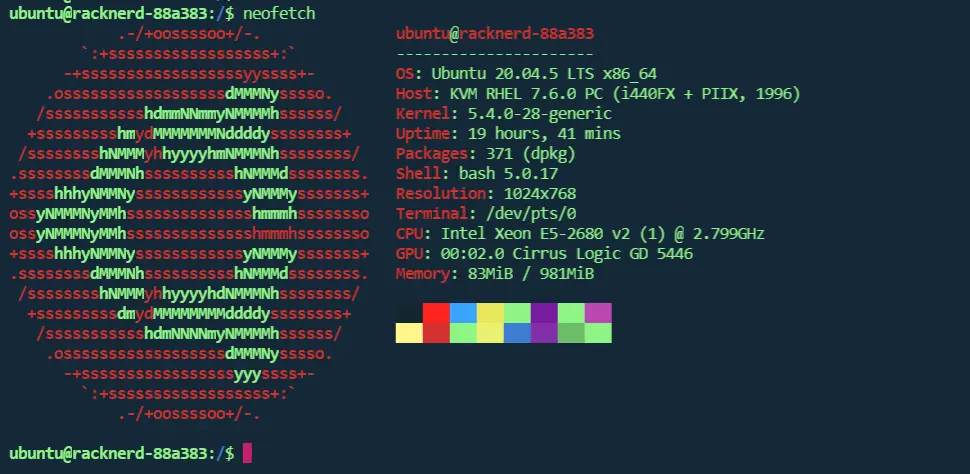 ubuntu@racknerd-88a383:/$ neofetch
            .-/+oossssoo+/-.               ubuntu@racknerd-88a383
        `:+ssssssssssssssssss+:`           ----------------------
      -+ssssssssssssssssssyyssss+-         OS: Ubuntu 20.04.5 LTS x86_64
    .ossssssssssssssssssdMMMNysssso.       Host: KVM RHEL 7.6.0 PC (i440FX + PIIX, 1996)
   /ssssssssssshdmmNNmmyNMMMMhssssss/      Kernel: 5.4.0-28-generic
  +ssssssssshmydMMMMMMMNddddyssssssss+     Uptime: 19 hours, 41 mins
 /sssssssshNMMMyhhyyyyhmNMMMNhssssssss/    Packages: 371 (dpkg)
.ssssssssdMMMNhsssssssssshNMMMdssssssss.   Shell: bash 5.0.17
+sssshhhyNMMNyssssssssssssyNMMMysssssss+   Resolution: 1024x768
ossyNMMMNyMMhsssssssssssssshmmmhssssssso   Terminal: /dev/pts/0
ossyNMMMNyMMhsssssssssssssshmmmhssssssso   CPU: Intel Xeon E5-2680 v2 (1) @ 2.799GHz
+sssshhhyNMMNyssssssssssssyNMMMysssssss+   GPU: 00:02.0 Cirrus Logic GD 5446
.ssssssssdMMMNhsssssssssshNMMMdssssssss.   Memory: 83MiB / 981MiB
 /sssssssshNMMMyhhyyyyhdNMMMNhssssssss/
  +sssssssssdmydMMMMMMMMddddyssssssss+
   /ssssssssssshdmNNNNmyNMMMMhssssss/
    .ossssssssssssssssssdMMMNysssso.
      -+sssssssssssssssssyyyssss+-
        `:+ssssssssssssssssss+:`
            .-/+oossssoo+/-.
ubuntu@racknerd-88a383:/$